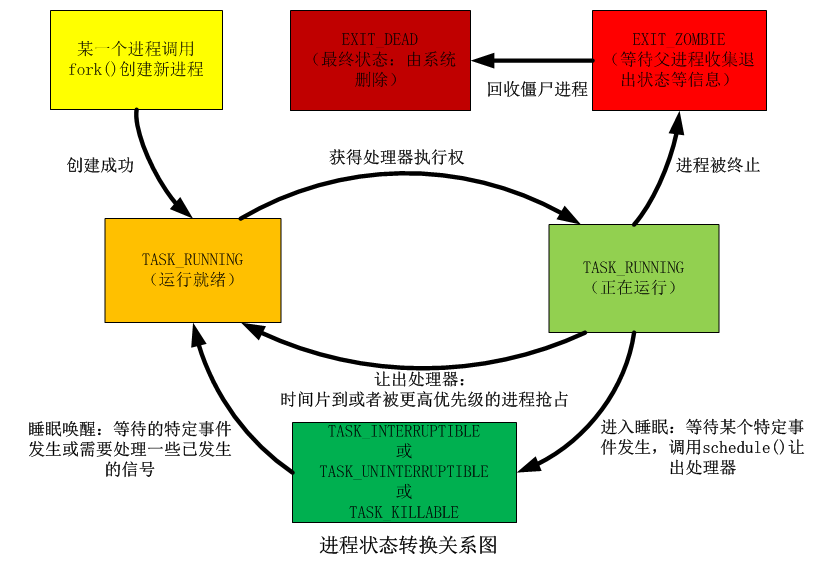 某一个进程调用
fork()创建新进程
EXIT_DEAD
（最终状态：由系统
删除）
EXIT_ZOMBIE
（等待父进程收集退
出状态等信息）
回收僵尸进程
创建成功
获得处理器执行权
进程被终止
TASK_RUNNING
（运行就绪）
TASK_RUNNING
（正在运行）
让出处理器：
时间片到或者被更高优先级的进程抢占
睡眠唤醒：等待的特定事件
发生或需要处理一些已发生
的信号
TASK_INTERRUPTIBLE
或
TASK_UNINTERRUPTIBLE
或
TASK_KILLABLE
进入睡眠：等待某个特定事
件发生，调用schedule()让
出处理器
进程状态转换关系图